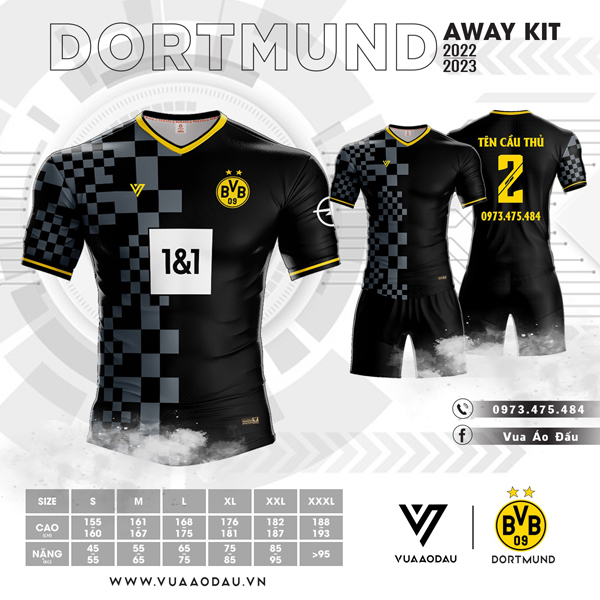 DORTMUND
AWAY KIT
2022
2023
BVB
09
1&1
TÊN CẦU THỦ
2
0973.475.484
0973.475.484
Vua Áo Đấu
SIZE S M L XL XXL XXXL
CAO (CM) 155 160 161 167 168 175 176 181 182 187 188 193
NẶNG (KG) 45 55 55 65 65 75 75 85 85 95 >95
WWW.VUAAODAU.VN
VUAAODAU
BVB
09
DORTMUND